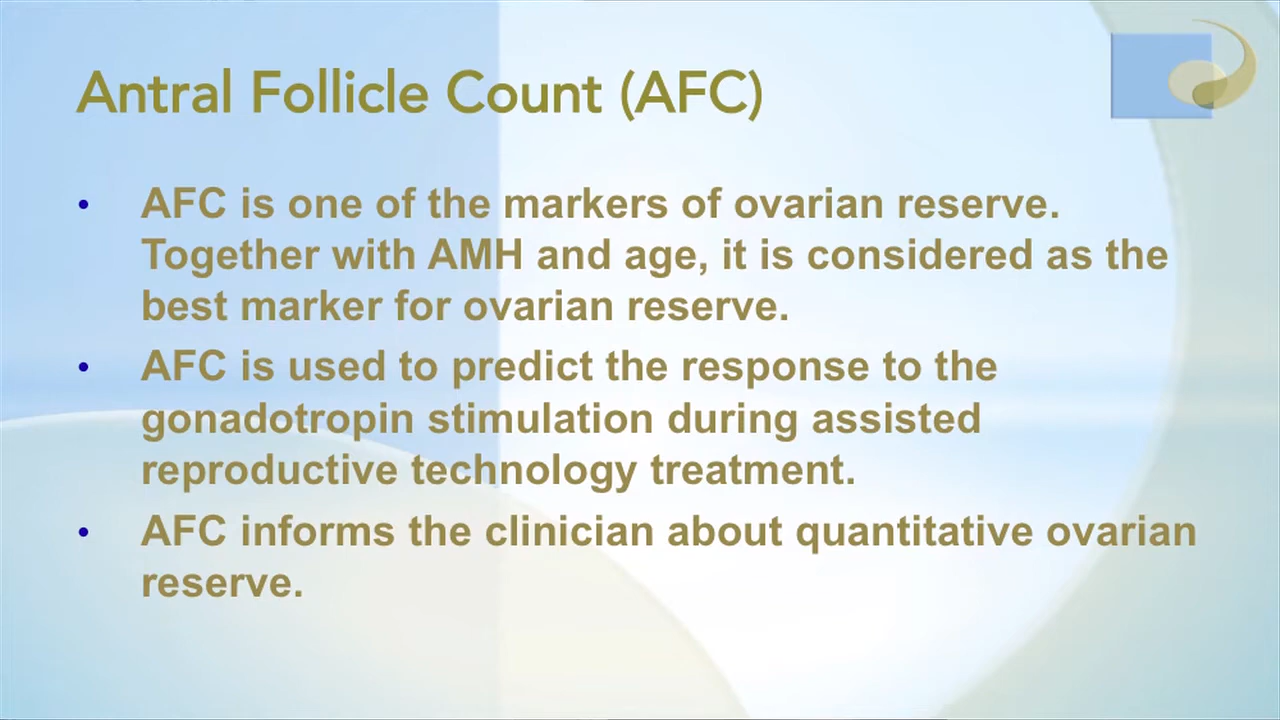 Antral Follicle Count (AFC)
• AFC is one of the markers of ovarian reserve.
Together with AMH and age, it is considered as the
best marker for ovarian reserve.
• AFC is used to predict the response to the
gonadotropin stimulation during assisted
reproductive technology treatment.
• AFC informs the clinician about quantitative ovarian
reserve.